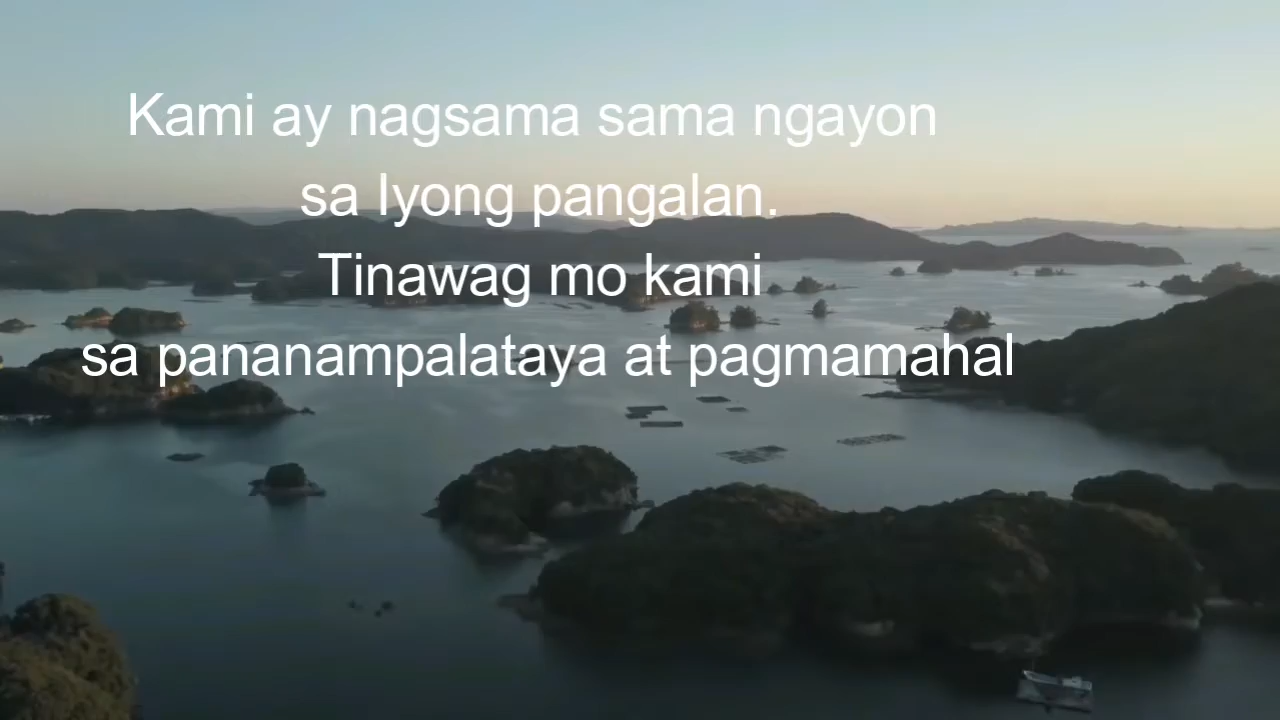 Kami ay nagsama sama ngayon
sa Iyong pangalan.
Tinawag mo kami
sa pananampalataya at pagmamahal